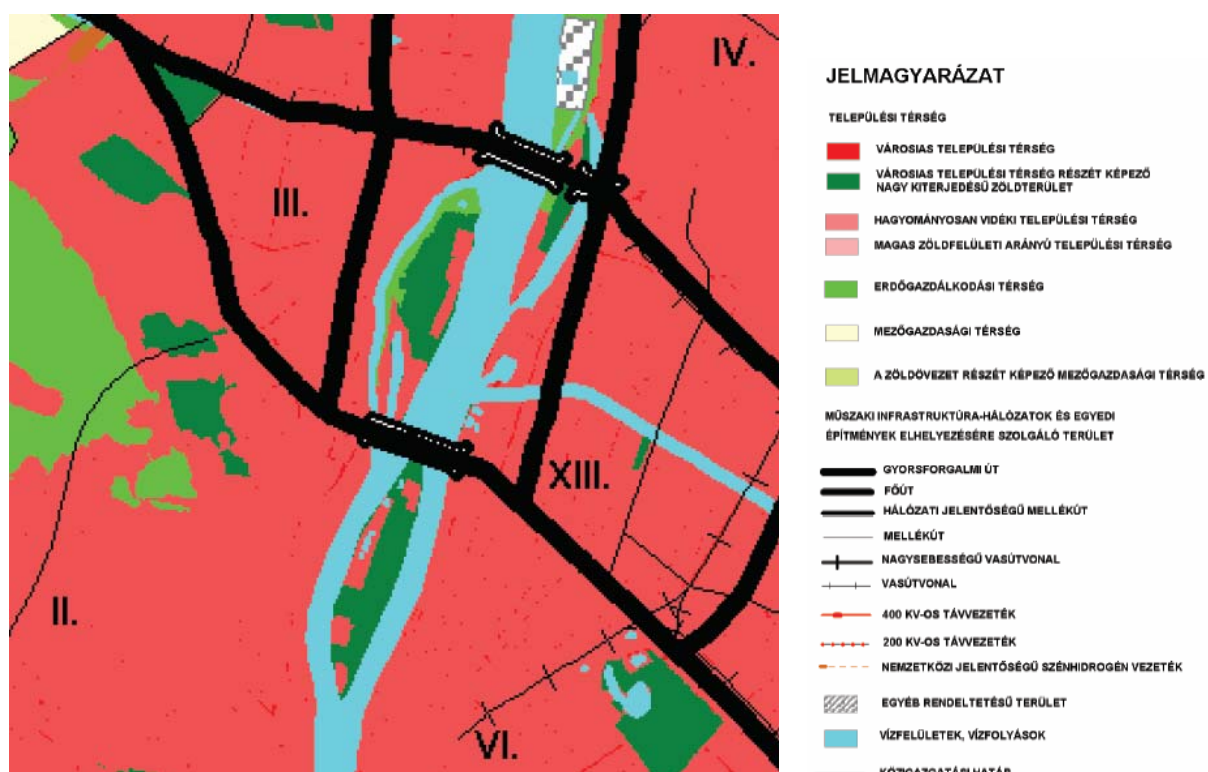 IV.
III.
XIII.
II.
VI.
JELMAGYARÁZAT
TELEPÜLÉSI TÉRSÉG
VÁROSIAS TELEPÜLÉSI TÉRSÉG
VÁROSIAS TELEPÜLÉSI TÉRSÉG RÉSZÉT KÉPEZŐ
NAGY KITERJEDÉSŰ ZÖLDTERÜLET
HAGYOMÁNYOSAN VIDÉKI TELEPÜLÉSI TÉRSÉG
MAGAS ZÖLDFELÜLETI ARÁNYÚ TELEPÜLÉSI TÉRSÉG
ERDŐGAZDÁLKODÁSI TÉRSÉG
MEZŐGAZDASÁGI TÉRSÉG
A ZÖLDÖVEZET RÉSZÉT KÉPEZŐ MEZŐGAZDASÁGI TÉRSÉG
MŰSZAKI INFRASTRUKTÚRA-HÁLÓZATOK ÉS EGYEDI
ÉPÍTMÉNYEK ELHELYEZÉSÉRE SZOLGÁLÓ TERÜLET
GYORSFORGALMI ÚT
FŐÚT
HÁLÓZATI JELENTŐSÉGŰ MELLÉKÚT
MELLÉKÚT
NAGYSEBESSÉGŰ VASÚTVONAL
VASÚTVONAL
400 KV-OS TÁVVEZETÉK
200 KV-OS TÁVVEZETÉK
NEMZETKÖZI JELENTŐSÉGŰ SZÉNHIDROGÉN VEZETÉK
EGYÉB RENDELTETÉSŰ TERÜLET
VÍZFELÜLETEK, VÍZFOLYÁSOK
KÖZIGAZGATÁSI HATÁR